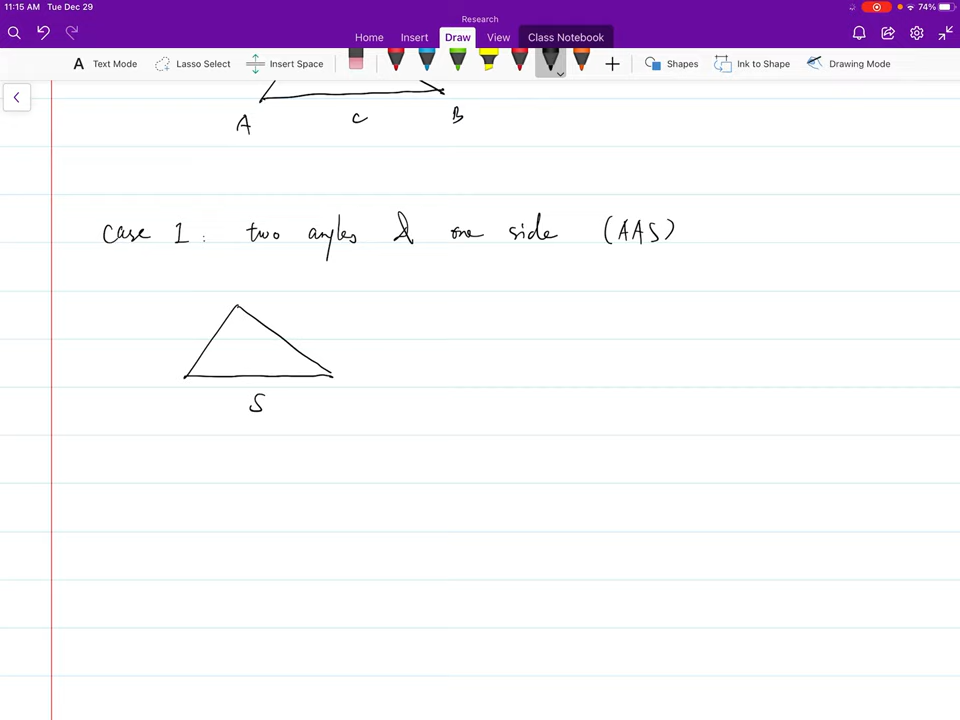 11:15 AM Tue Dec 29
74%
Research
Home Insert Draw View Class Notebook
Text Mode Lasso Select Insert Space Shapes Ink to Shape Drawing Mode
A C B
Case 1: two angles & one side (AAS)
S